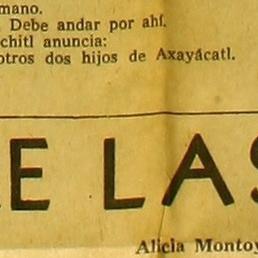 mano.
Debe andar por ahí.
chitl anuncia:
otros dos hijos de Axayácatl.
E LAS
Alicia Montoy